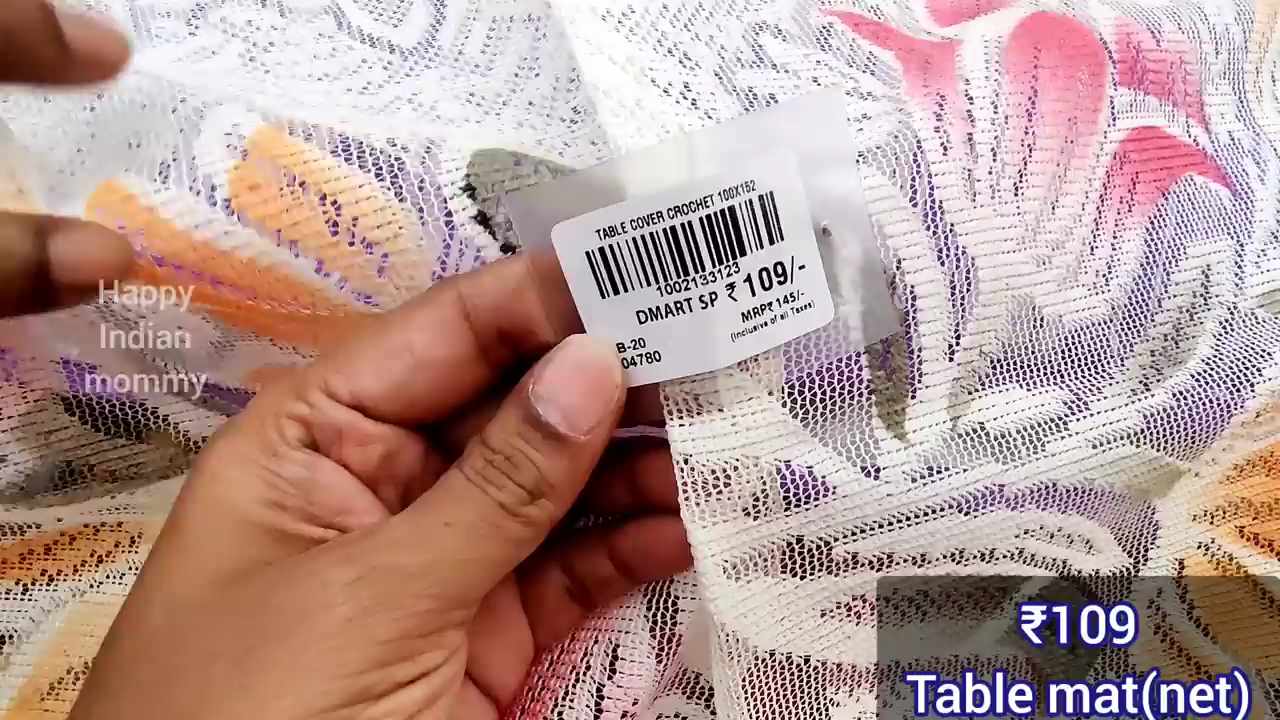 TABLE COVER CROCHET 100X152
1002133123
DMART SP ₹ 109/-
MRP₹ 145/-
(Inclusive of all Taxes)
B-20
04780
Happy
Indian
mommy
₹109
Table mat(net)